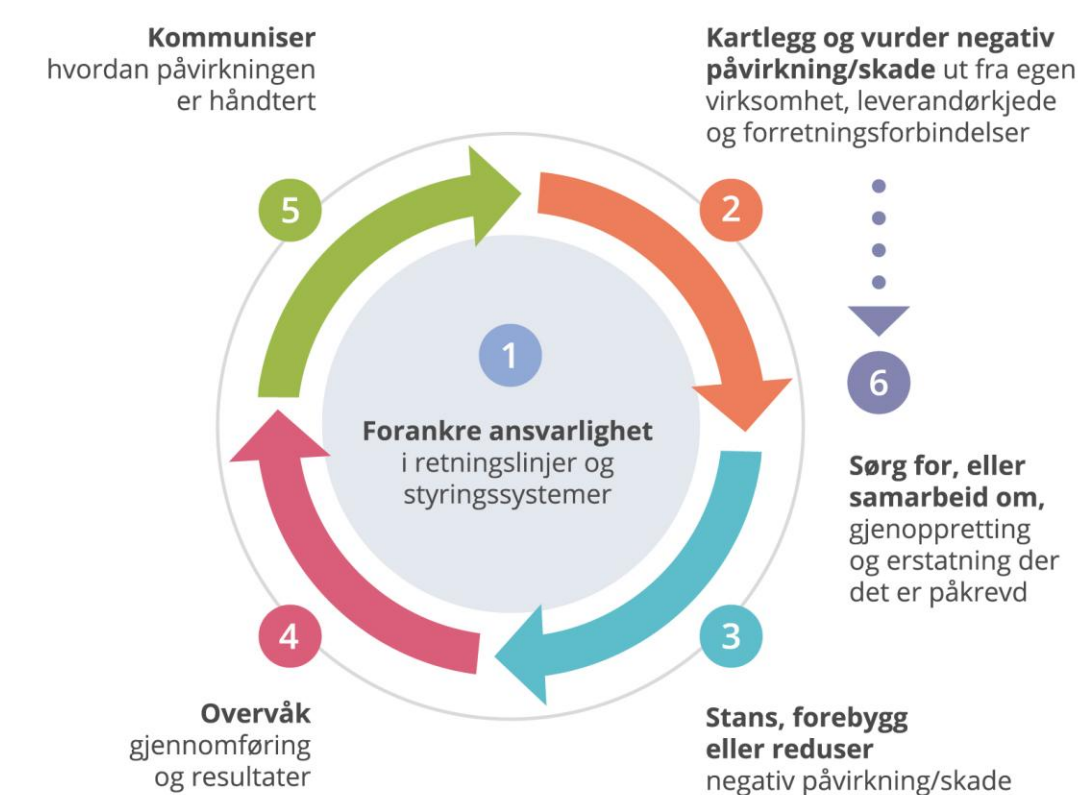 Kommuniser
hvordan påvirkningen
er håndtert
5
Kartlegg og vurder negativ
påvirkning/skade ut fra egen
virksomhet, leverandørkjede
og forretningsforbindelser
2
1
Forankre ansvarlighet
i retningslinjer og
styringssystemer
6
Sørg for, eller
samarbeid om,
gjenoppretting
og erstatning der
det er påkrevd
4
Overvåk
gjennomføring
og resultater
3
Stans, forebygg
eller reduser
negativ påvirkning/skade